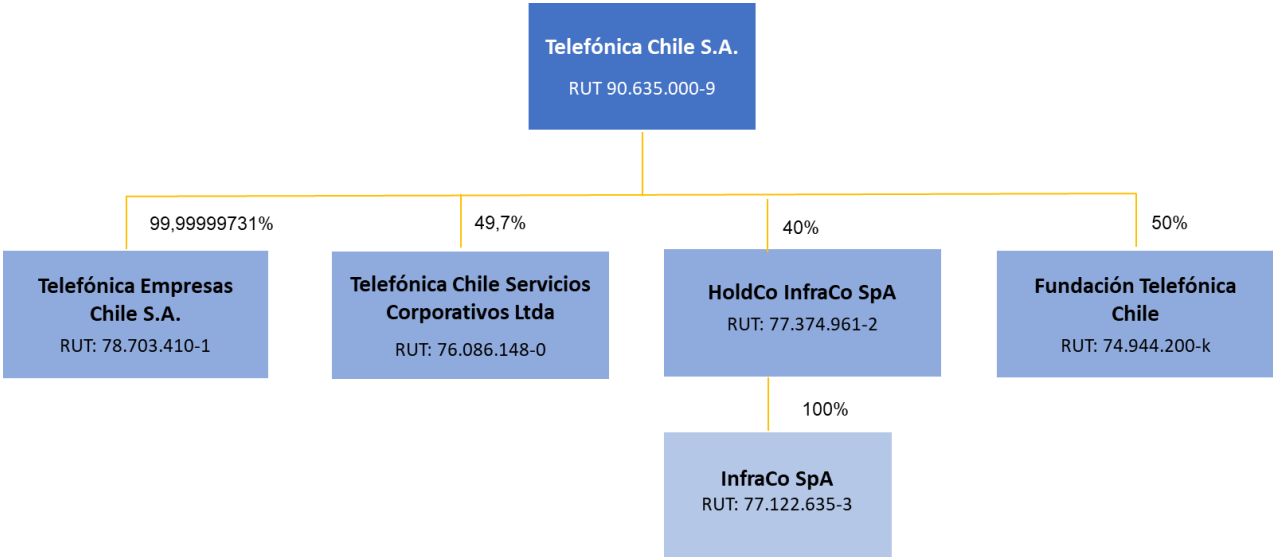 Telefónica Chile S.A.
RUT 90.635.000-9
99,99999731%
49,7%
40%
50%
Telefónica Empresas
Chile S.A.
RUT: 78.703.410-1
Telefónica Chile Servicios
Corporativos Ltda
RUT: 76.086.148-0
HoldCo InfraCo SpA
RUT: 77.374.961-2
Fundación Telefónica
Chile
RUT: 74.944.200-k
100%
InfraCo SpA
RUT: 77.122.635-3